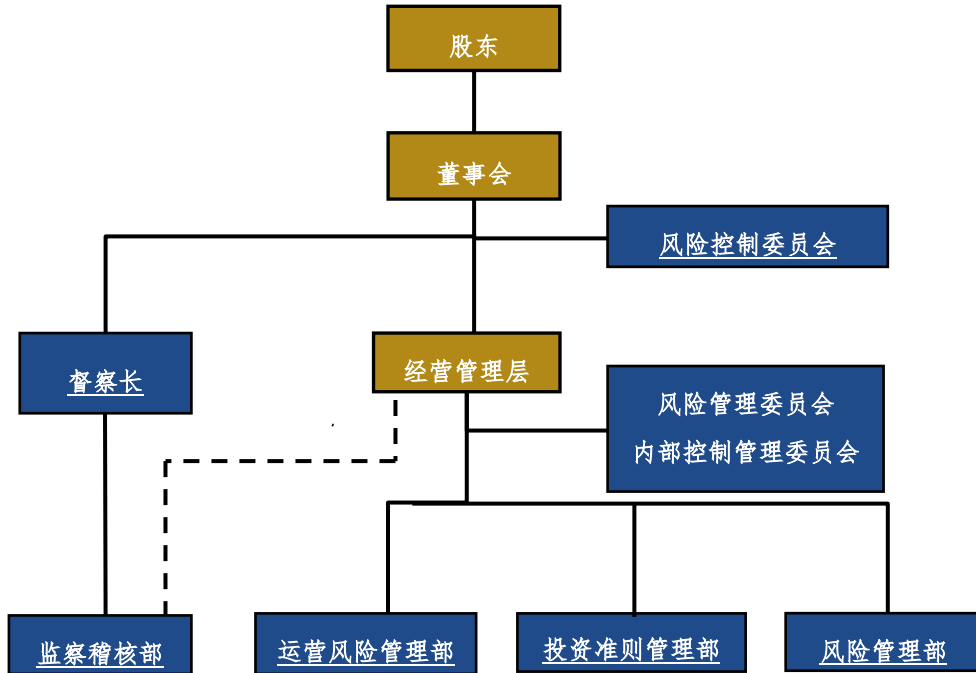 股东
董事会
风险控制委员会
督察长
经营管理层
风险管理委员会
内部控制管理委员会
监察稽核部
运营风险管理部
投资准则管理部
风险管理部